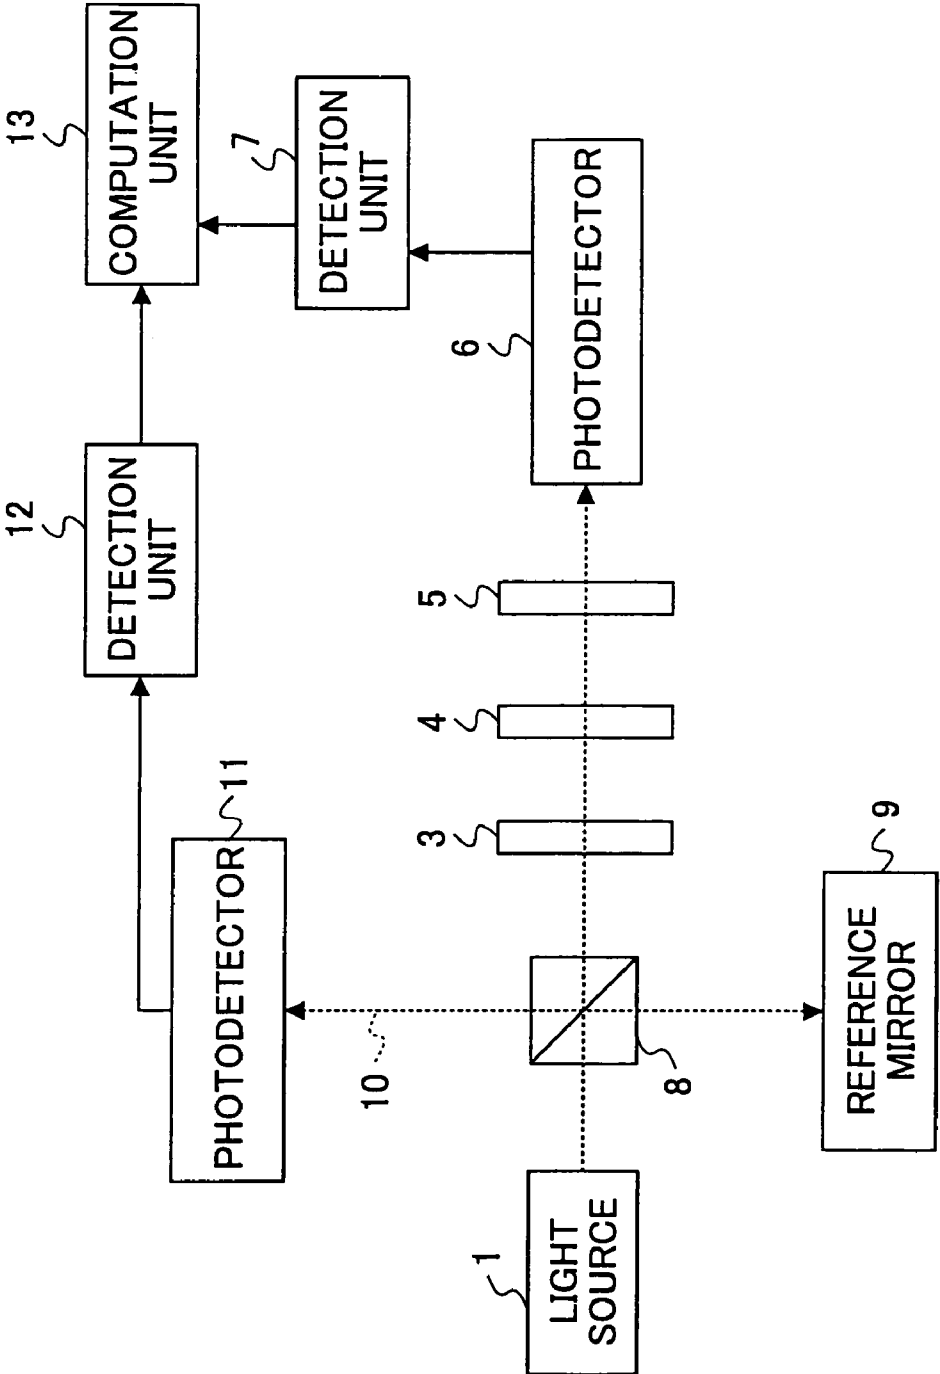 13
COMPUTATION
UNIT
7
DETECTION
UNIT
12
DETECTION
UNIT
6
PHOTODETECTOR
5
4
3
11
PHOTODETECTOR
10
8
9
REFERENCE
MIRROR
1
LIGHT
SOURCE